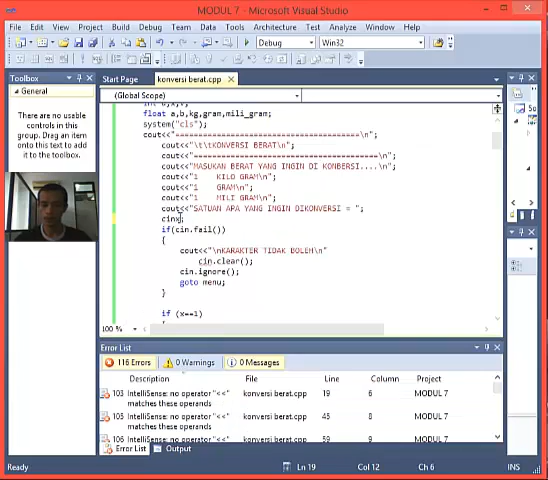 MODUL 7 - Microsoft Visual Studio
File Edit View Project Build Debug Team Tools Architecture Test Analyze Window Help
Debug Win32
Toolbox
General
There are no usable controls in this group. Drag an item onto this text to add it to the toolbox.
Start Page konversi berat.cpp
(Global Scope)
float a,b,kg,gram,mili_gram;
system("cls");
cout<<"=====================================\n";
cout<<"\t\tKONVERSI BERAT\n";
cout<<"=====================================\n";
cout<<"MASUKAN BERAT YANG INGIN DI KONBERSI....\n";
cout<<"1 KILO GRAM\n";
cout<<"1 GRAM\n";
cout<<"1 MILI GRAM\n";
cout<<"SATUAN APA YANG INGIN DIKONVERSI = ";
cinx;
if(cin.fail())
{
cout<<"\nKARAKTER TIDAK BOLEH\n"
cin.clear();
cin.ignore();
goto menu;
}
if (x==1)
100 %
Error List
116 Errors 0 Warnings 0 Messages
Description File Line Column Project
103 IntelliSense: no operator "<<" matches these operands konversi berat.cpp 19 6 MODUL 7
105 IntelliSense: no operator "<<" matches these operands konversi berat.cpp 45 8 MODUL 7
106 IntelliSense: no operator "<<" konversi berat.cpp 59 9 MODUL 7
Error List Output
Ready Ln 19 Col 12 Ch 6